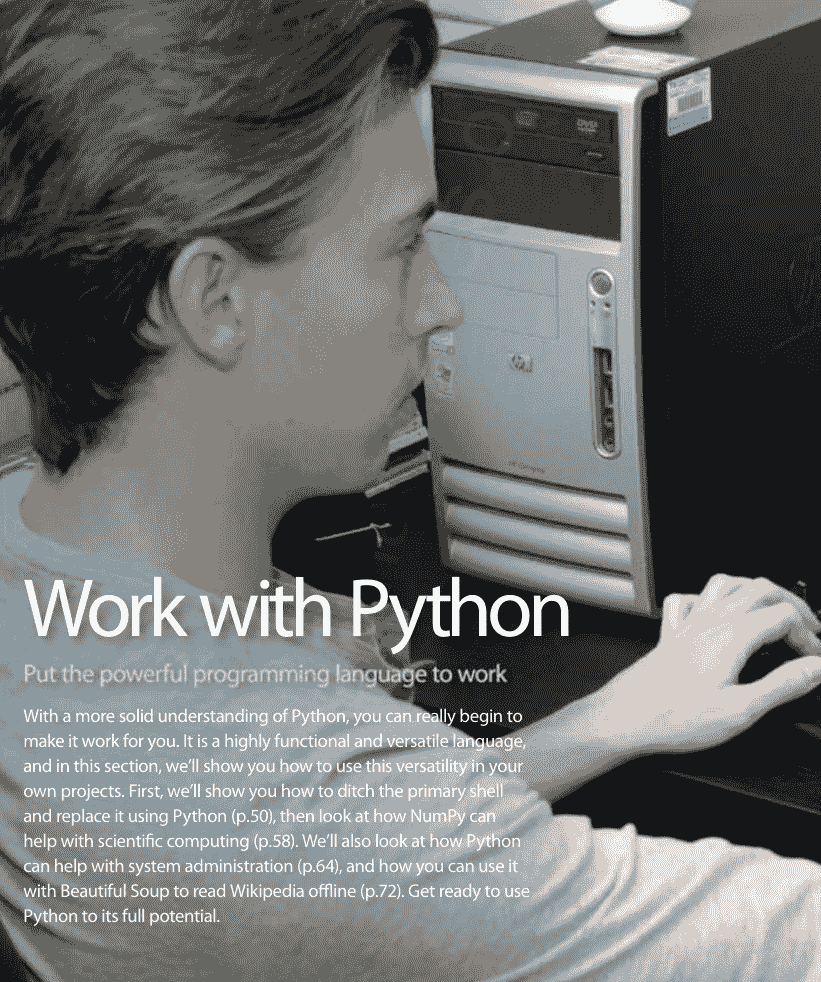 DVD
hp
Work with Python
Put the powerful programming language to work
With a more solid understanding of Python, you can really begin to
make it work for you. It is a highly functional and versatile language,
and in this section, we’ll show you how to use this versatility in your
own projects. First, we’ll show you how to ditch the primary shell
and replace it using Python (p.50), then look at how NumPy can
help with scientific computing (p.58). We’ll also look at how Python
can help with system administration (p.64), and how you can use it
with Beautiful Soup to read Wikipedia offline (p.72). Get ready to use
Python to its full potential.